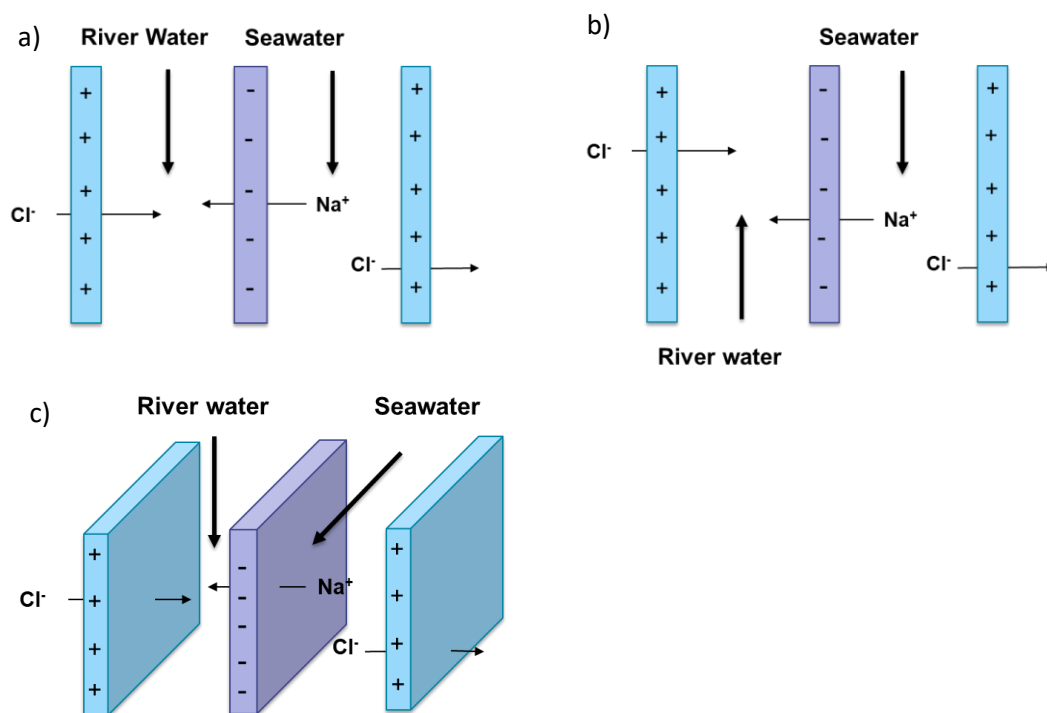 a)
River Water Seawater
+ - +
+ - +
+ - +
Cl⁻ Na⁺
+ - +
Cl⁻
+ - +
b)
Seawater
+ - +
+ - +
Cl⁻
+ - +
Na⁺
+ - +
Cl⁻
+ - +
River water
c)
River water Seawater
+ - +
Cl⁻ + - Na⁺ +
-
+ - Cl⁻ +
+ - +